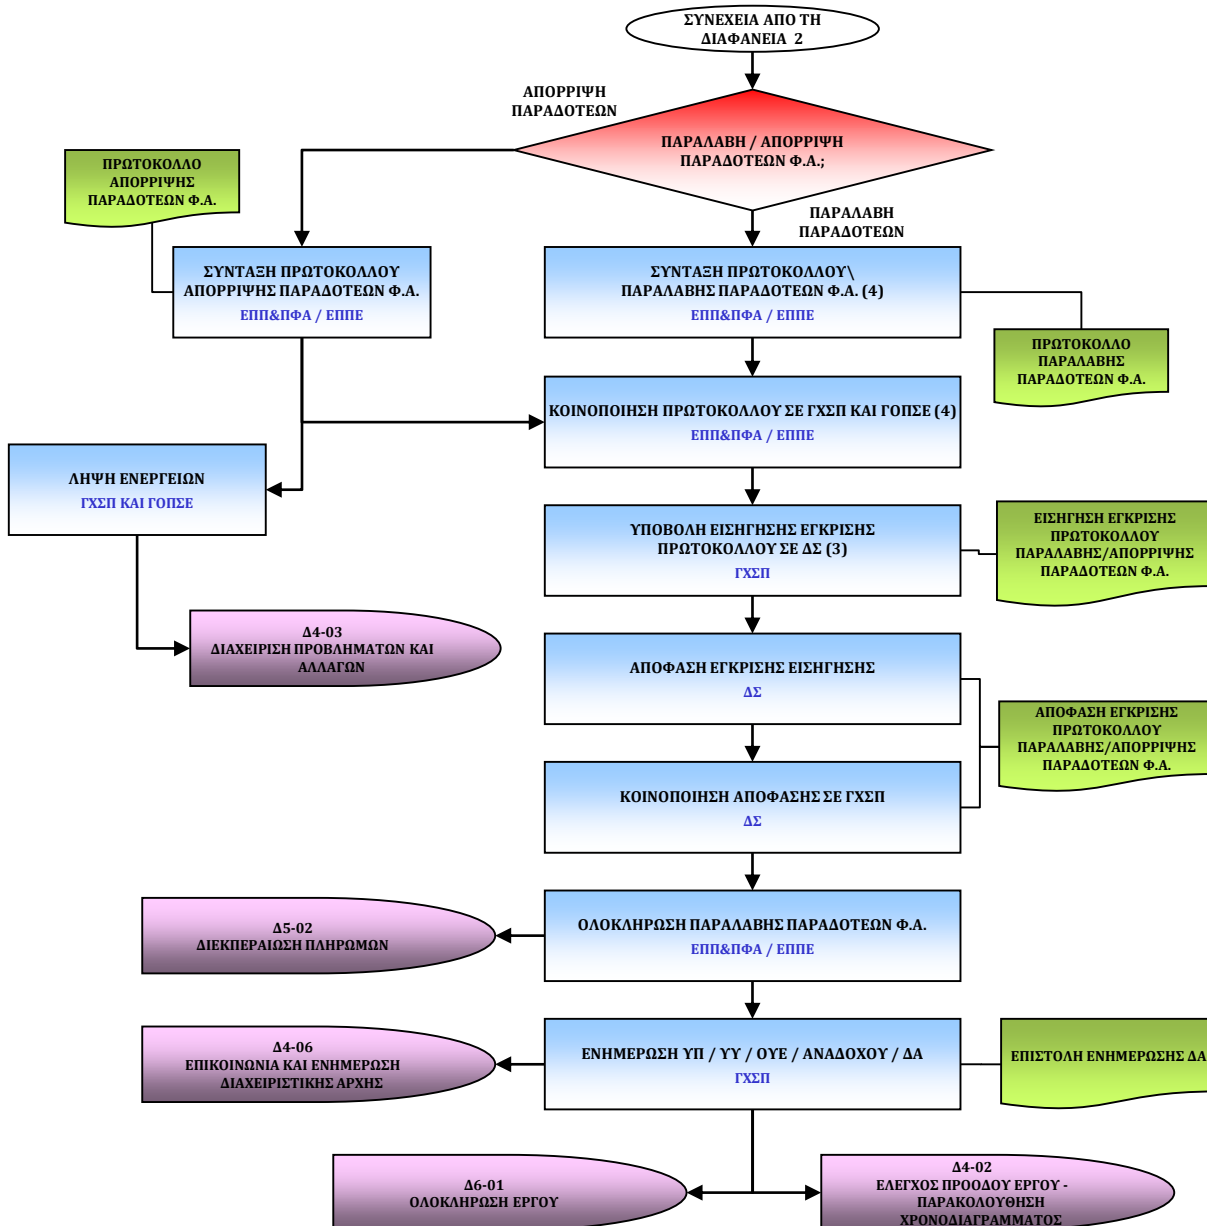 ΣΥΝΕΧΕΙΑ ΑΠΟ ΤΗ
ΔΙΑΦΑΝΕΙΑ 2
ΑΠΟΡΡΙΨΗ
ΠΑΡΑΔΟΤΕΩΝ
ΠΑΡΑΛΑΒΗ / ΑΠΟΡΡΙΨΗ
ΠΑΡΑΔΟΤΕΩΝ Φ.Α.;
ΠΡΩΤΟΚΟΛΛΟ
ΑΠΟΡΡΙΨΗΣ
ΠΑΡΑΔΟΤΕΩΝ Φ.Α.
ΠΑΡΑΛΑΒΗ
ΠΑΡΑΔΟΤΕΩΝ
ΣΥΝΤΑΞΗ ΠΡΩΤΟΚΟΛΛΟΥ
ΑΠΟΡΡΙΨΗΣ ΠΑΡΑΔΟΤΕΩΝ Φ.Α.
ΕΠΠ&ΠΦΑ / ΕΠΠΕ
ΣΥΝΤΑΞΗ ΠΡΩΤΟΚΟΛΛΟΥ\
ΠΑΡΑΛΑΒΗΣ ΠΑΡΑΔΟΤΕΩΝ Φ.Α. (4)
ΕΠΠ&ΠΦΑ / ΕΠΠΕ
ΠΡΩΤΟΚΟΛΛΟ
ΠΑΡΑΛΑΒΗΣ
ΠΑΡΑΔΟΤΕΩΝ Φ.Α.
ΚΟΙΝΟΠΟΙΗΣΗ ΠΡΩΤΟΚΟΛΛΟΥ ΣΕ ΓΧΣΠ ΚΑΙ ΓΟΠΣΕ (4)
ΕΠΠ&ΠΦΑ / ΕΠΠΕ
ΛΗΨΗ ΕΝΕΡΓΕΙΩΝ
ΓΧΣΠ ΚΑΙ ΓΟΠΣΕ
ΥΠΟΒΟΛΗ ΕΙΣΗΓΗΣΗΣ ΕΓΚΡΙΣΗΣ
ΠΡΩΤΟΚΟΛΛΟΥ ΣΕ ΔΣ (3)
ΓΧΣΠ
ΕΙΣΗΓΗΣΗ ΕΓΚΡΙΣΗΣ
ΠΡΩΤΟΚΟΛΛΟΥ
ΠΑΡΑΛΑΒΗΣ/ΑΠΟΡΡΙΨΗΣ
ΠΑΡΑΔΟΤΕΩΝ Φ.Α.
Δ4-03
ΔΙΑΧΕΙΡΙΣΗ ΠΡΟΒΛΗΜΑΤΩΝ ΚΑΙ
ΑΛΛΑΓΩΝ
ΑΠΟΦΑΣΗ ΕΓΚΡΙΣΗΣ ΕΙΣΗΓΗΣΗΣ
ΔΣ
ΑΠΟΦΑΣΗ ΕΓΚΡΙΣΗΣ
ΠΡΩΤΟΚΟΛΛΟΥ
ΠΑΡΑΛΑΒΗΣ/ΑΠΟΡΡΙΨΗΣ
ΠΑΡΑΔΟΤΕΩΝ Φ.Α.
ΚΟΙΝΟΠΟΙΗΣΗ ΑΠΟΦΑΣΗΣ ΣΕ ΓΧΣΠ
ΔΣ
Δ5-02
ΔΙΕΚΠΕΡΑΙΩΣΗ ΠΛΗΡΩΜΩΝ
ΟΛΟΚΛΗΡΩΣΗ ΠΑΡΑΛΑΒΗΣ ΠΑΡΑΔΟΤΕΩΝ Φ.Α.
ΕΠΠ&ΠΦΑ / ΕΠΠΕ
Δ4-06
ΕΠΙΚΟΙΝΩΝΙΑ ΚΑΙ ΕΝΗΜΕΡΩΣΗ
ΔΙΑΧΕΙΡΙΣΤΙΚΗΣ ΑΡΧΗΣ
ΕΝΗΜΕΡΩΣΗ ΥΠ / ΥΥ / ΟΥΕ / ΑΝΑΔΟΧΟΥ / ΔΑ
ΓΧΣΠ
ΕΠΙΣΤΟΛΗ ΕΝΗΜΕΡΩΣΗΣ ΔΑ
Δ6-01
ΟΛΟΚΛΗΡΩΣΗ ΕΡΓΟΥ
Δ4-02
ΕΛΕΓΧΟΣ ΠΡΟΟΔΟΥ ΕΡΓΟΥ -
ΠΑΡΑΚΟΛΟΥΘΗΣΗ
ΧΡΟΝΟΔΙΑΓΡΑΜΜΑΤΟΣ